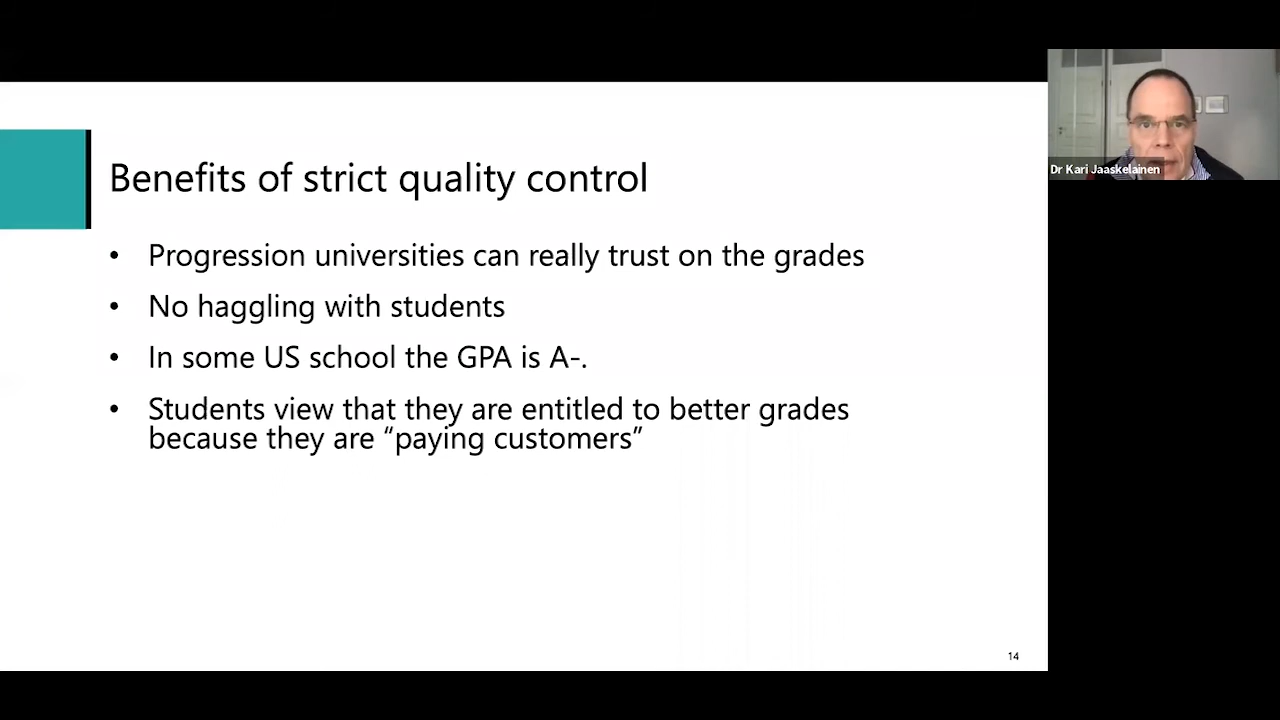 Benefits of strict quality control
• Progression universities can really trust on the grades
• No haggling with students
• In some US school the GPA is A-.
• Students view that they are entitled to better grades
because they are “paying customers”
14
Dr Kari Jaaskelainen